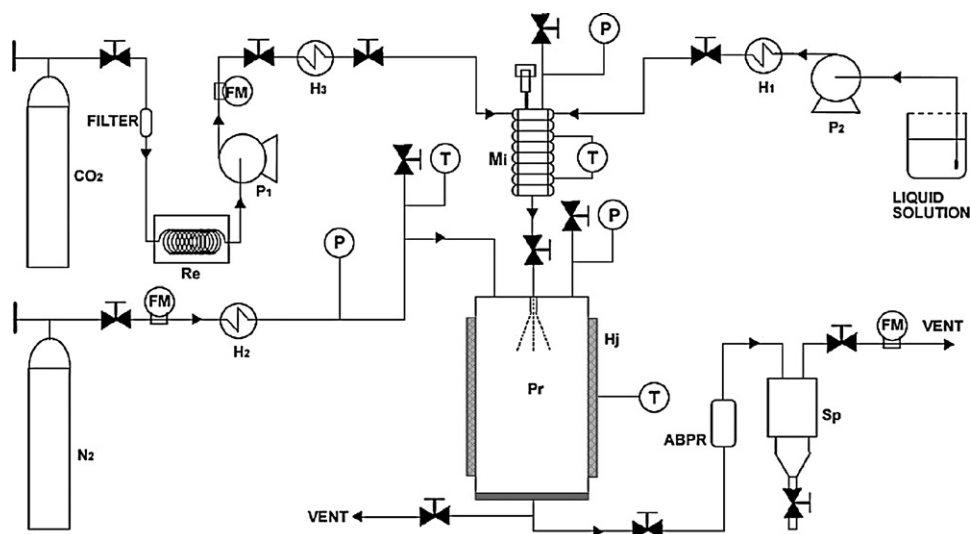 P
FM
H₃
H₁
P₂
FILTER
CO₂
P₁
Mi
T
T
LIQUID
SOLUTION
Re
P
P
FM
H₂
Hj
FM
VENT
Pr
T
Sp
ABPR
N₂
VENT